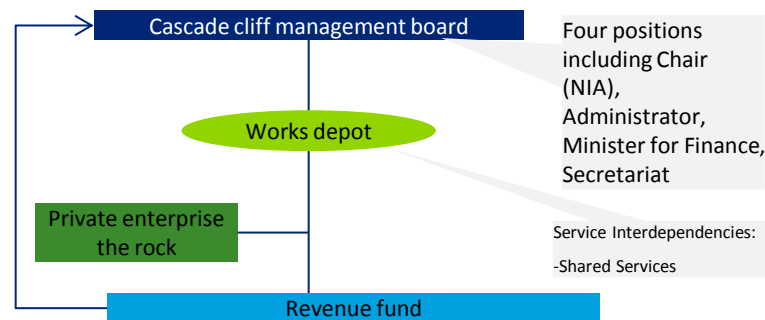 Cascade cliff management board
Four positions
including Chair
(NIA),
Administrator,
Minister for Finance,
Secretariat
Works depot
Private enterprise
the rock
Service Interdependencies:
-Shared Services
Revenue fund